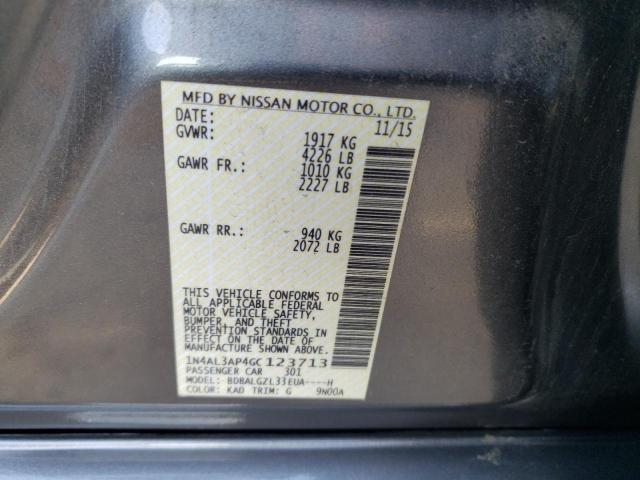 MFD BY NISSAN MOTOR CO., LTD.
DATE: 11/15
GVWR: 1917 KG
4226 LB
GAWR FR.: 1010 KG
2227 LB
GAWR RR.: 940 KG
2072 LB
THIS VEHICLE CONFORMS TO
ALL APPLICABLE FEDERAL
MOTOR VEHICLE SAFETY,
BUMPER, AND THEFT
PREVENTION STANDARDS IN
EFFECT ON THE DATE OF
MANUFACTURE SHOWN ABOVE.
1N4AL3AP4GC123713
PASSENGER CAR 301
MODEL: BDBALGZL33EUA----H
COLOR: KAD TRIM: G 9N00A